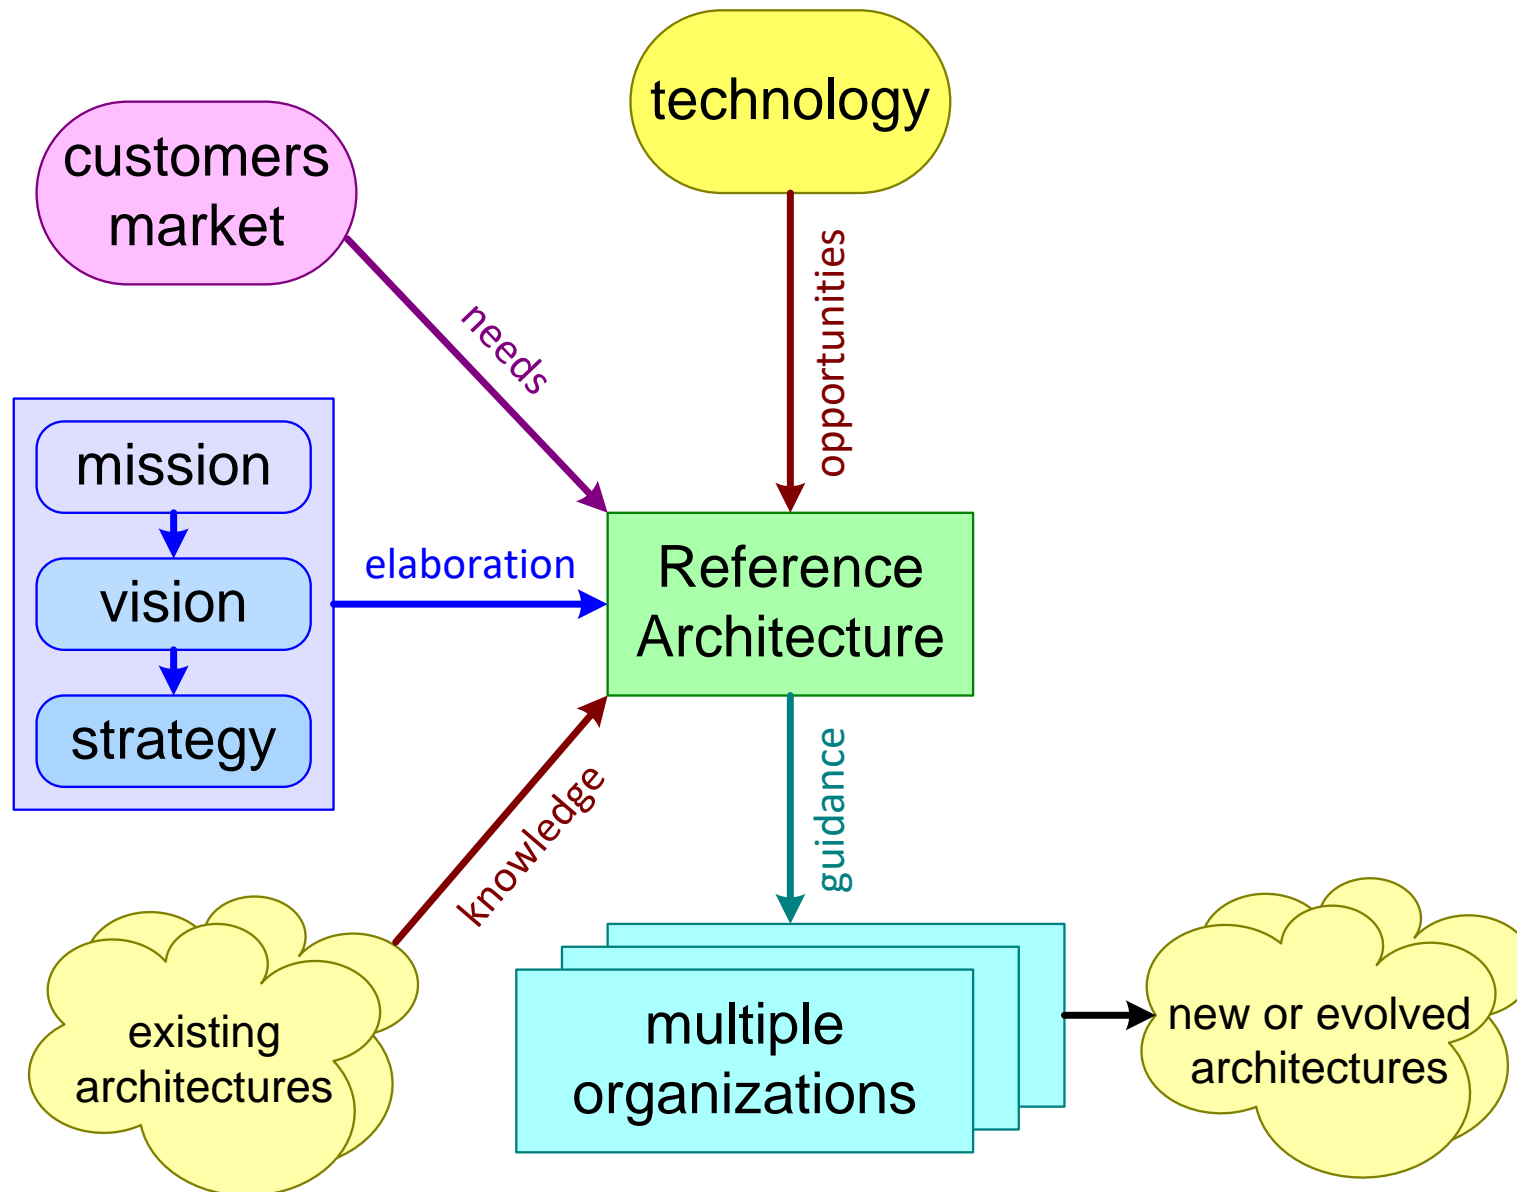 technology
customers
market
needs
opportunities
mission
vision
strategy
elaboration
Reference
Architecture
knowledge
guidance
existing
architectures
multiple
organizations
new or evolved
architectures